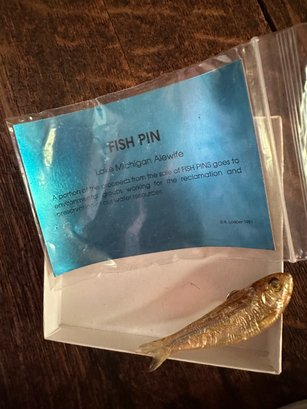 FISH PIN
Lake Michigan Alewife
A portion of the proceeds from the sale of FISH PINS goes to
environmental groups working for the reclamation and
preservation of our water resources.